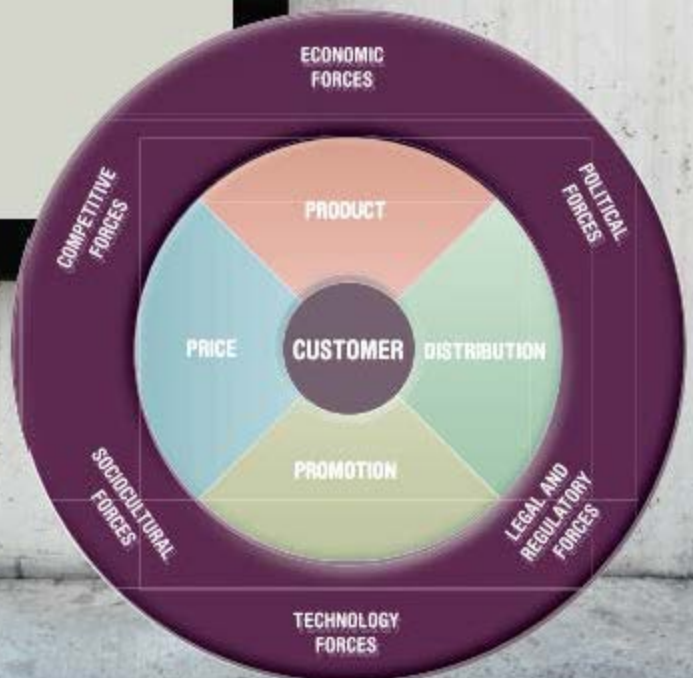 ECONOMIC
FORCES
COMPETITIVE
FORCES
POLITICAL
FORCES
PRODUCT
PRICE
CUSTOMER
DISTRIBUTION
PROMOTION
SOCIOCULTURAL
FORCES
LEGAL AND
REGULATORY
FORCES
TECHNOLOGY
FORCES